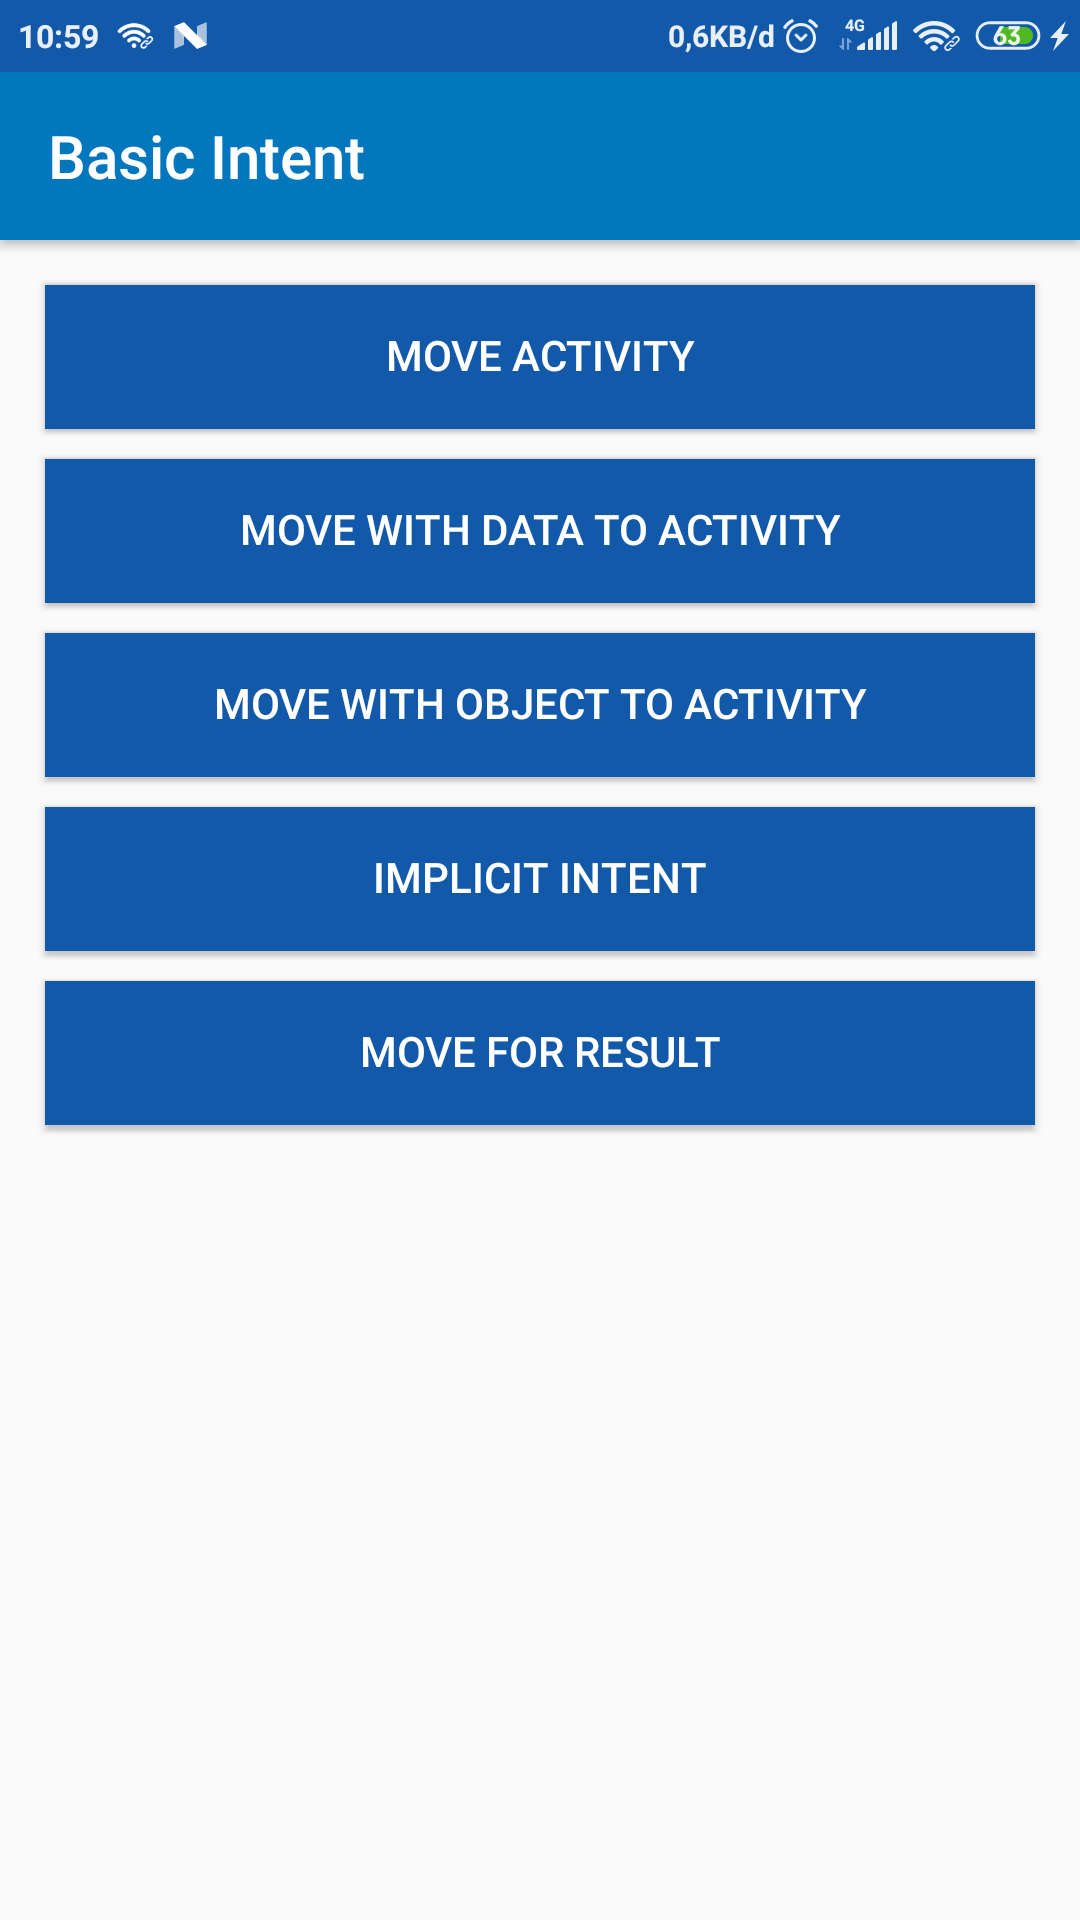 10:59 0,6KB/d 4G 63
Basic Intent
MOVE ACTIVITY
MOVE WITH DATA TO ACTIVITY
MOVE WITH OBJECT TO ACTIVITY
IMPLICIT INTENT
MOVE FOR RESULT